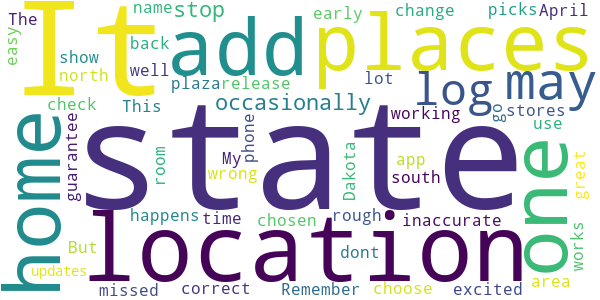 It add places
name stop early change picks April
The back
easy show well plaza release lot log may
north occasionally stores
check This working go use
home state one
guarantee room My phone Dakota app great
wrong south
location
happens time chosen rough inaccurate works
But dont area
updates
missed correct Remember choose excited